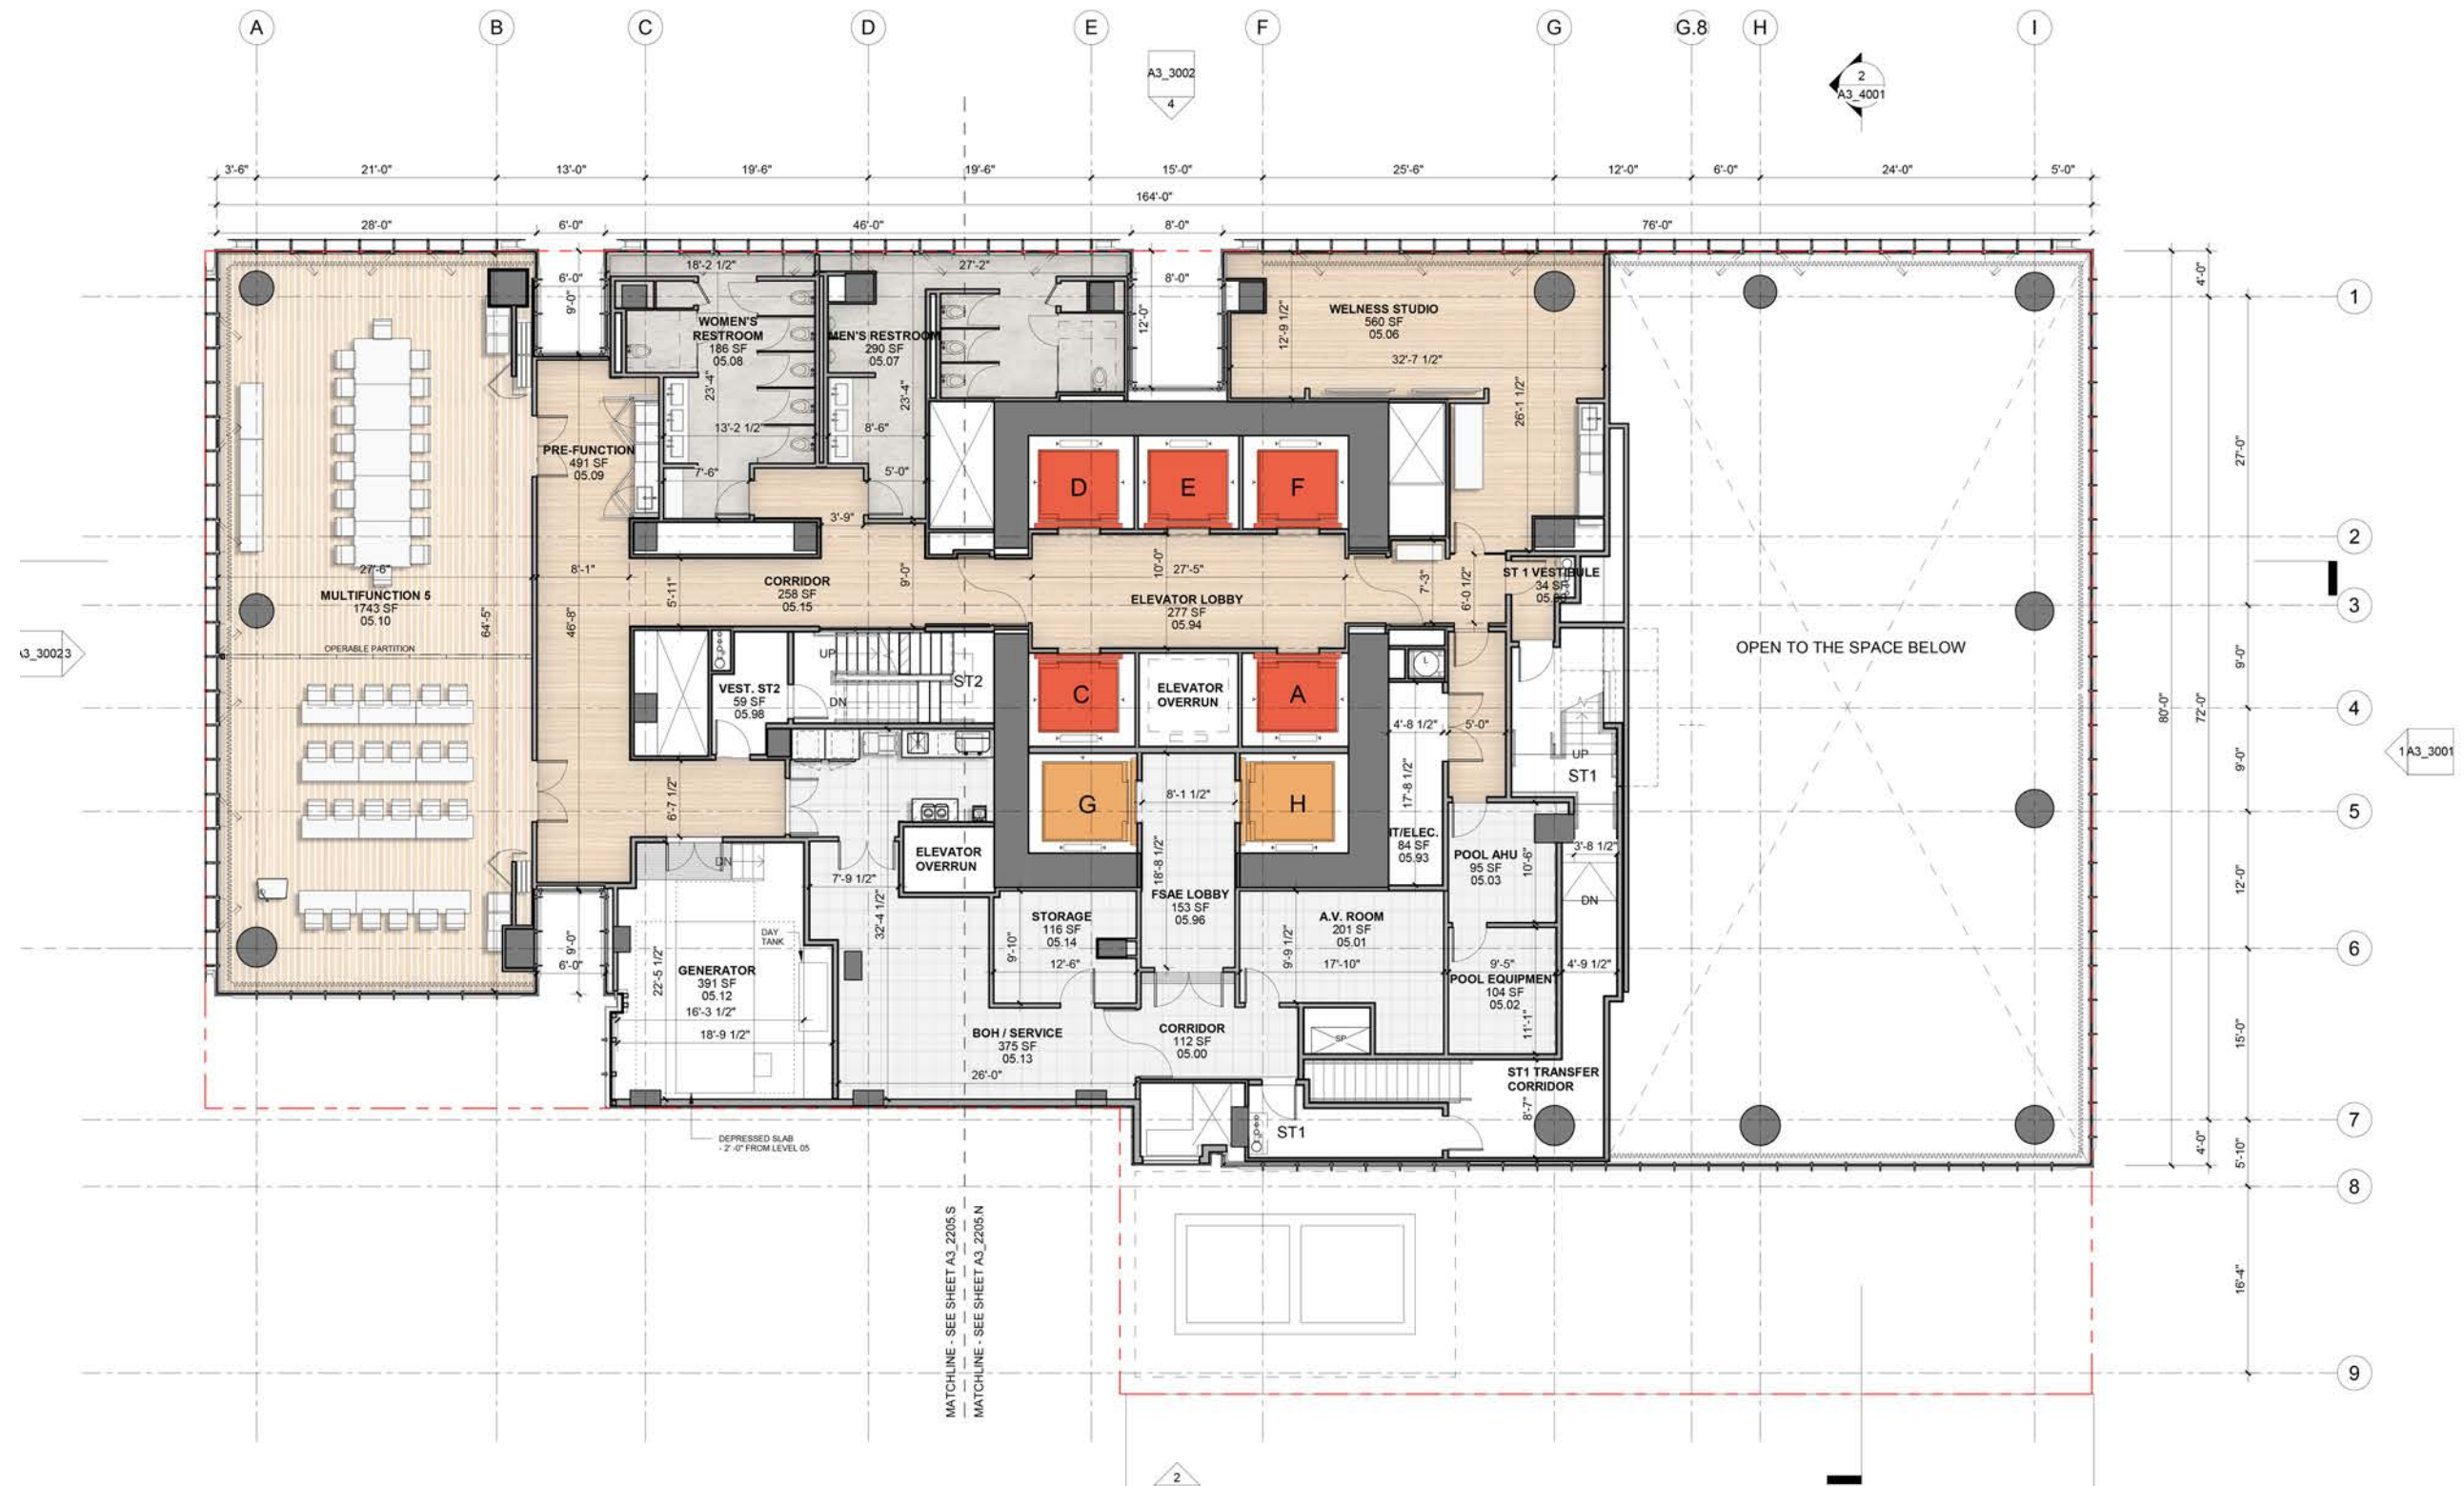 A
B
C
D
E
F
G
G.8
H
I
A3_3002
4
2
A3_4001
3'-6"
21'-0"
13'-0"
19'-6"
19'-6"
15'-0"
25'-6"
12'-0"
6'-0"
24'-0"
5'-0"
164'-0"
28'-0"
6'-0"
46'-0"
8'-0"
76'-0"
6'-0"
9'-0"
18'-2 1/2"
27'-2"
8'-0"
12'-0"
4'-0"
1
WOMEN'S
RESTROOM
186 SF
05.08
23'-4"
13'-2 1/2"
7'-6"
MEN'S RESTROOM
290 SF
05.07
23'-4"
8'-6"
5'-0"
3'-9"
WELNESS STUDIO
560 SF
05.06
12'-9 1/2"
32'-7 1/2"
26'-1 1/2"
27'-0"
PRE-FUNCTION
491 SF
05.09
D
E
F
2
27'-6"
MULTIFUNCTION 5
1743 SF
05.10
64'-5"
OPERABLE PARTITION
8'-1"
46'-8"
5'-11"
CORRIDOR
258 SF
05.15
9'-0"
10'-0"
27'-5"
ELEVATOR LOBBY
277 SF
05.94
7'-3"
6'-0 1/2"
ST 1 VESTIBULE
34 SF
3
A3_30023
OPEN TO THE SPACE BELOW
80'-0"
72'-0"
9'-0"
VEST. ST2
59 SF
05.98
UP
DN
ST2
C
ELEVATOR
OVERRUN
A
L
4'-8 1/2"
5'-0"
4
1
A3_3001
UP
ST1
9'-0"
6'-7 1/2"
G
8'-1 1/2"
H
17'-8 1/2"
5
IT/ELEC.
84 SF
05.93
POOL AHU
95 SF
05.03
10'-6"
3'-8 1/2"
DN
12'-0"
DN
ELEVATOR
OVERRUN
7'-9 1/2"
32'-4 1/2"
18'-8 1/2"
FSAE LOBBY
153 SF
05.96
STORAGE
116 SF
05.14
9'-10"
12'-6"
A.V. ROOM
201 SF
05.01
9'-9 1/2"
17'-10"
9'-0"
6'-0"
DAY
TANK
22'-5 1/2"
GENERATOR
391 SF
05.12
16'-3 1/2"
18'-9 1/2"
9'-5"
POOL EQUIPMENT
104 SF
05.02
11'-1"
4'-9 1/2"
6
BOH / SERVICE
375 SF
05.13
26'-0"
CORRIDOR
112 SF
05.00
SP
15'-0"
ST1 TRANSFER
CORRIDOR
8'-7"
ST1
7
4'-0"
5'-10"
DEPRESSED SLAB
- 2' -0" FROM LEVEL 05
8
MATCHLINE - SEE SHEET A3_2205.S
MATCHLINE - SEE SHEET A3_2205.N
16'-4"
9
2